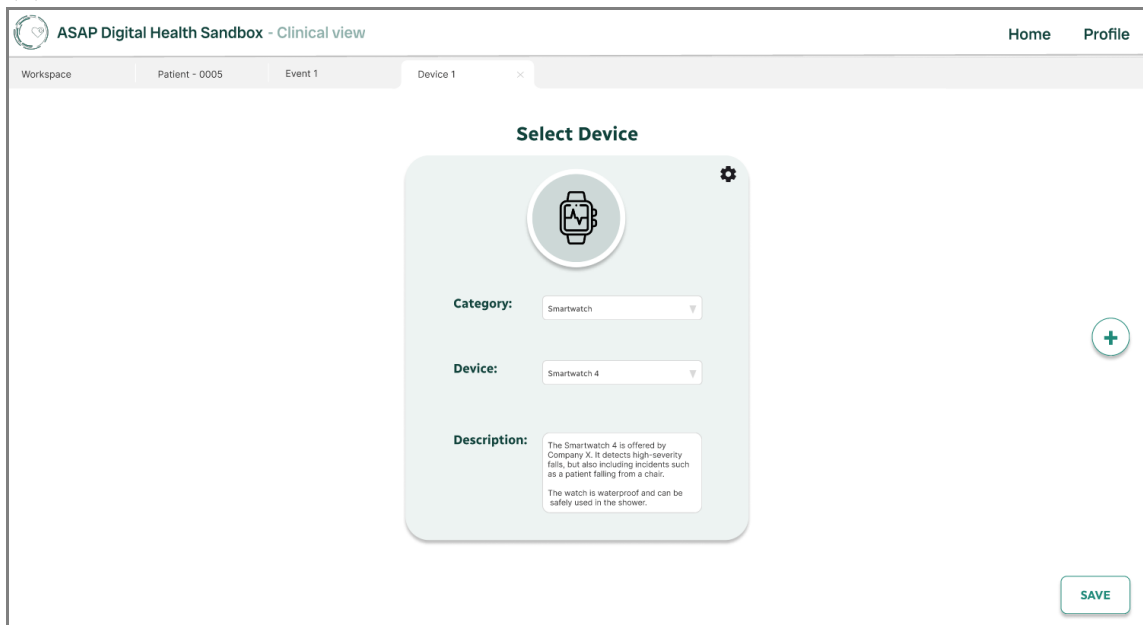 ASAP Digital Health Sandbox - Clinical view
Home
Profile
Workspace
Patient - 0005
Event 1
Device 1
Select Device
Category:
Smartwatch
Device:
Smartwatch 4
Description:
The Smartwatch 4 is offered by
Company X. It detects high-severity
falls, but also including incidents such
as a patient falling from a chair.
The watch is waterproof and can be
safely used in the shower.
SAVE